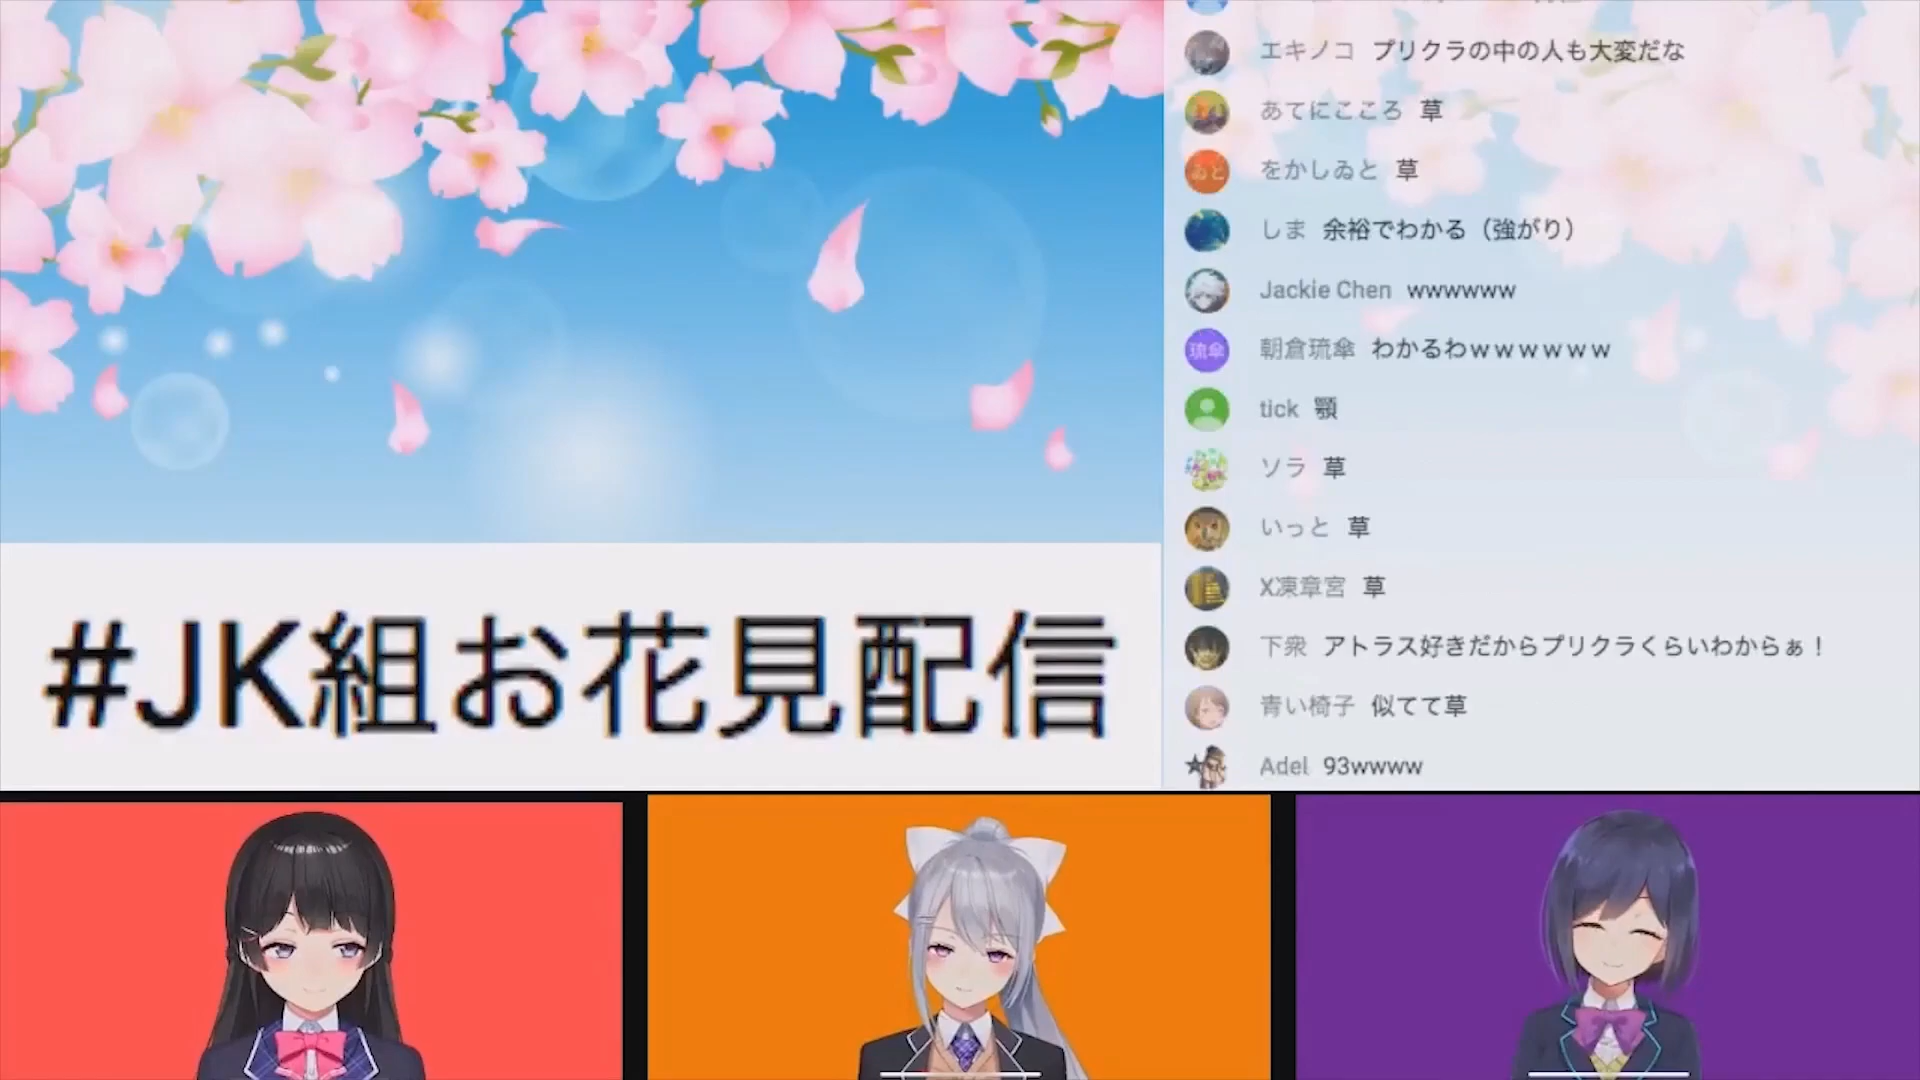 エキノコ プリクラの中の人も大変だな
あてにこころ 草
をかしゐと 草
しま 余裕でわかる（強がり）
Jackie Chen wwwwww
朝倉琉傘 わかるわｗｗｗｗｗｗ
tick 顎
ソラ 草
いっと 草
X凍章宮 草
下衆 アトラス好きだからプリクラくらいわからぁ！
青い椅子 似てて草
Adel 93wwww
#JK組お花見配信